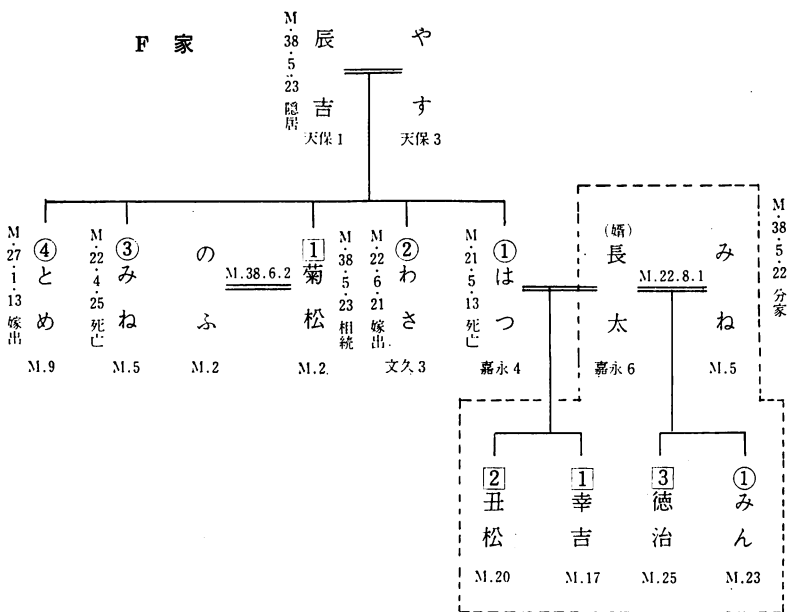 F 家
やす
天保3
辰吉
天保1
M・38・5・23 隠居
M・38・5・22 分家
みね
M.5
M.22.8.1
(婿)
長太
嘉永6
①はつ
嘉永4
M・21・5・13 死亡
②わさ
文久3
M・22・6・21 嫁出
1菊松
M.2
M・38・5・23 相続
M.38.6.2
のふ
M.2
③みね
M.5
M・22・4・25 死亡
④とめ
M.9
M・27・1・13 嫁出
①みん
M.23
3徳治
M.25
1幸吉
M.17
2丑松
M.20